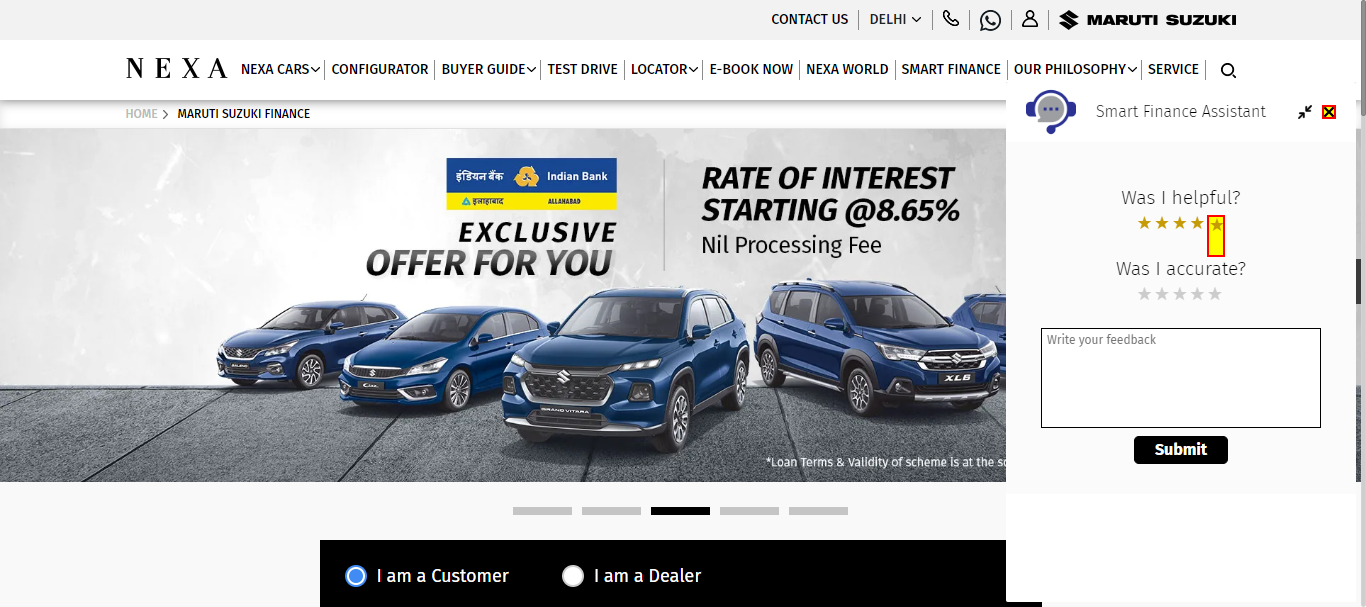 CONTACT US
DELHI
MARUTI SUZUKI
NEXA
NEXA CARS
CONFIGURATOR
BUYER GUIDE
TEST DRIVE
LOCATOR
E-BOOK NOW
NEXA WORLD
SMART FINANCE
OUR PHILOSOPHY
SERVICE
HOME
MARUTI SUZUKI FINANCE
इंडियन बैंक Indian Bank
इलाहाबाद ALLAHABAD
EXCLUSIVE
OFFER FOR YOU
RATE OF INTEREST
STARTING @8.65%
Nil Processing Fee
GRAND VITARA
XL6
*Loan Terms & Validity of scheme is at the
I am a Customer
I am a Dealer
Smart Finance Assistant
Was I helpful?
Was I accurate?
Write your feedback
Submit